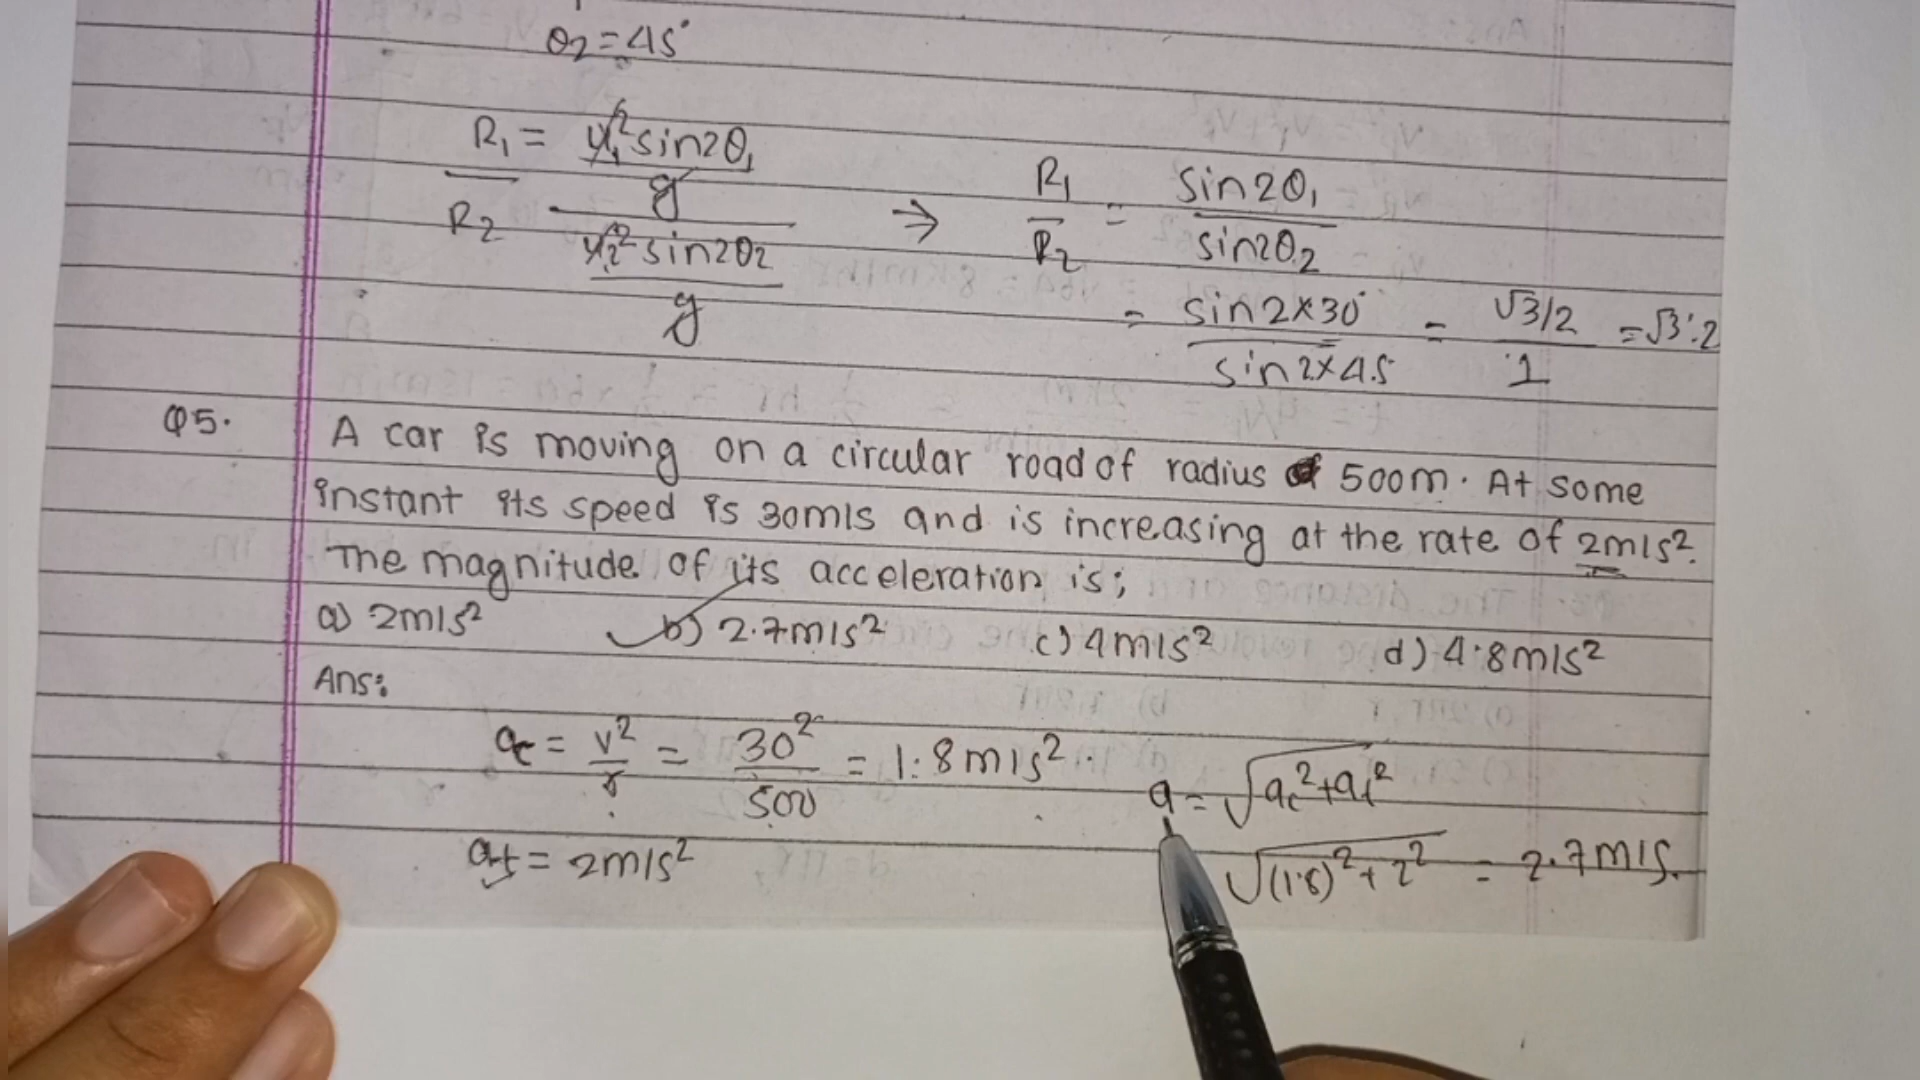 θ2 = 45°
R1 = u1² sin2θ1
g
R2
u2² sin2θ2
g
⇒ R1/R2 = sin2θ1/sin2θ2
= sin2×30°/sin2×45 = √3/2/1 = √3:2
Q5. A car is moving on a circular road of radius of 500m. At some
instant its speed is 30m/s and is increasing at the rate of 2m/s².
The magnitude of its acceleration is;
a) 2m/s² b) 2.7m/s² c) 4m/s² d) 4.8m/s²
Ans:
ac = v²/r = 30²/500 = 1.8m/s².
a = √ac²+at²
at = 2m/s²
√(1.8)²+2² = 2.7m/s.